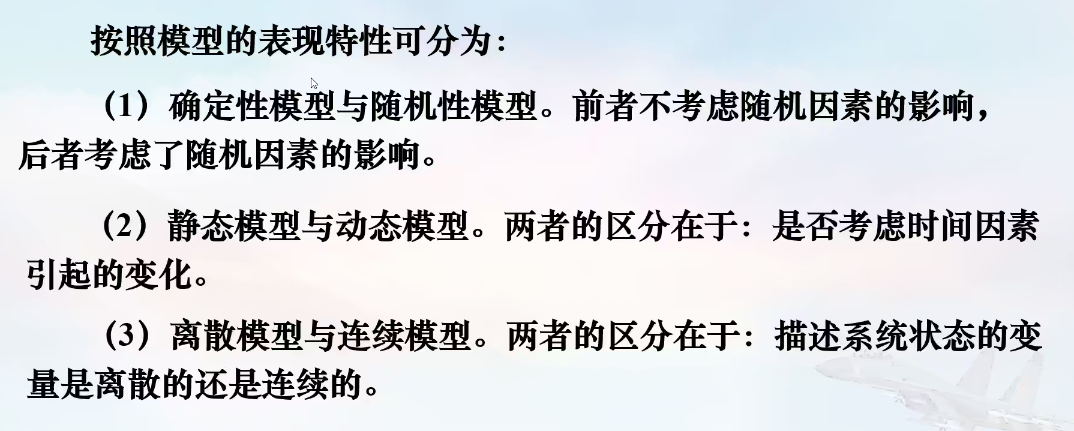 按照模型的表现特性可分为：
（1）确定性模型与随机性模型。前者不考虑随机因素的影响，
后者考虑了随机因素的影响。
（2）静态模型与动态模型。两者的区分在于：是否考虑时间因素
引起的变化。
（3）离散模型与连续模型。两者的区分在于：描述系统状态的变
量是离散的还是连续的。